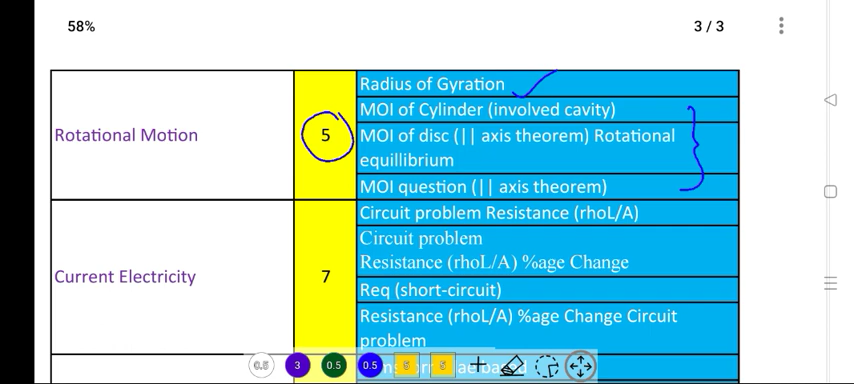 58%
3 / 3
Radius of Gyration
MOI of Cylinder (involved cavity)
Rotational Motion
5
MOI of disc (|| axis theorem) Rotational
equillibrium
MOI question (|| axis theorem)
Circuit problem Resistance (rhoL/A)
Circuit problem
Resistance (rhoL/A) %age Change
Current Electricity
7
Req (short-circuit)
Resistance (rhoL/A) %age Change Circuit
problem
0.5
3
0.5
0.5
5
5